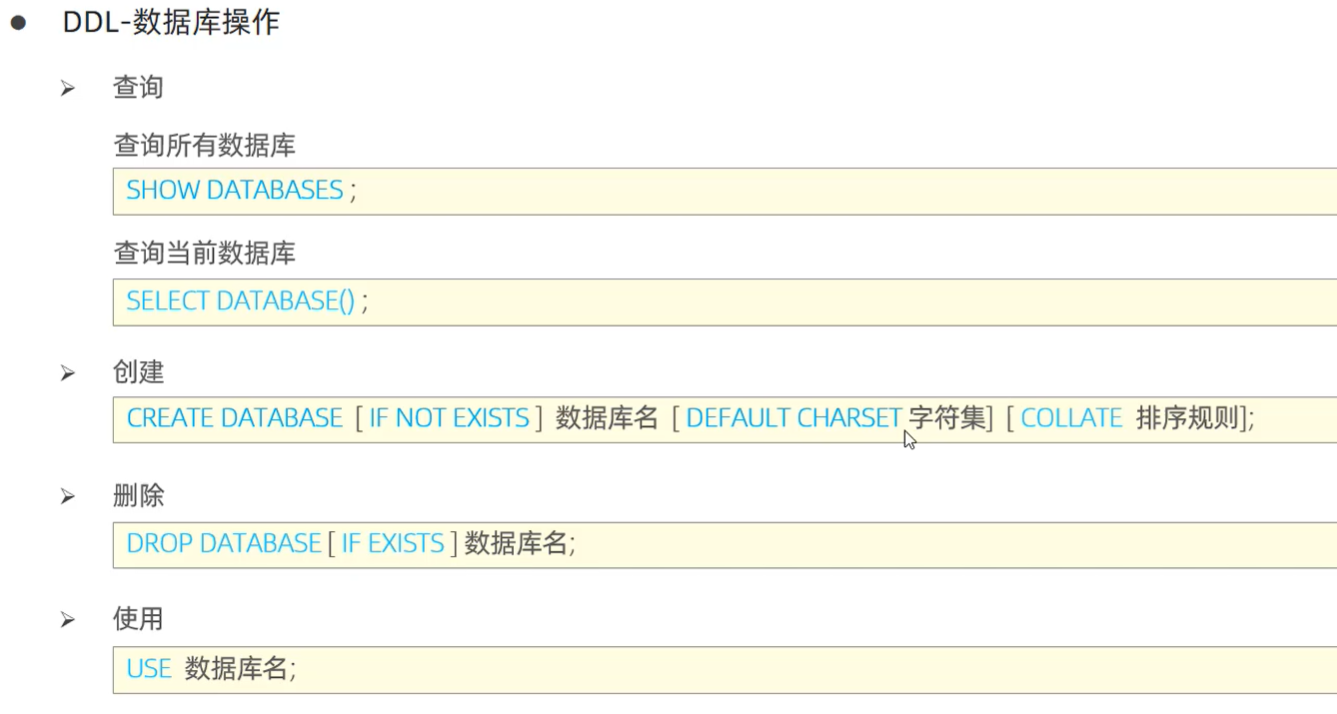 DDL-数据库操作
查询
查询所有数据库
SHOW DATABASES ;
查询当前数据库
SELECT DATABASE() ;
创建
CREATE DATABASE [ IF NOT EXISTS ] 数据库名 [ DEFAULT CHARSET 字符集] [ COLLATE 排序规则];
删除
DROP DATABASE [ IF EXISTS ] 数据库名;
使用
USE 数据库名;